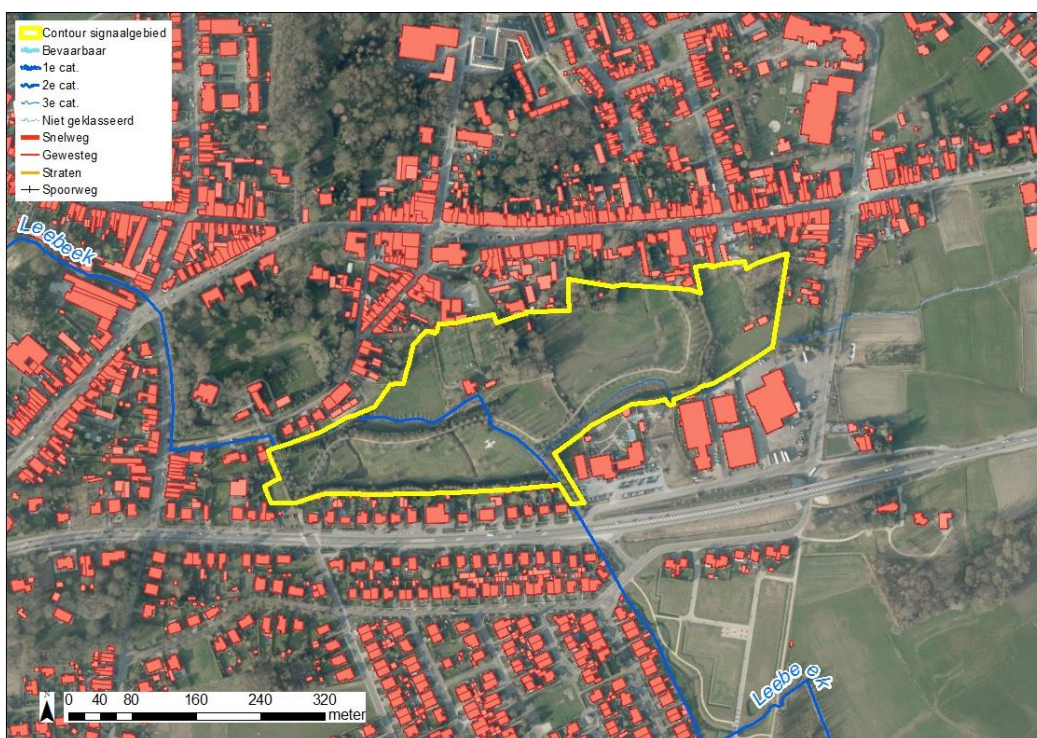 Contour signaalgebied
Bevaarbaar
1e cat.
2e cat.
3e cat.
Niet geklasseerd
Snelweg
Gewesteg
Straten
Spoorweg
Leebeek
Leebeek
N
0 40 80 160 240 320
meter